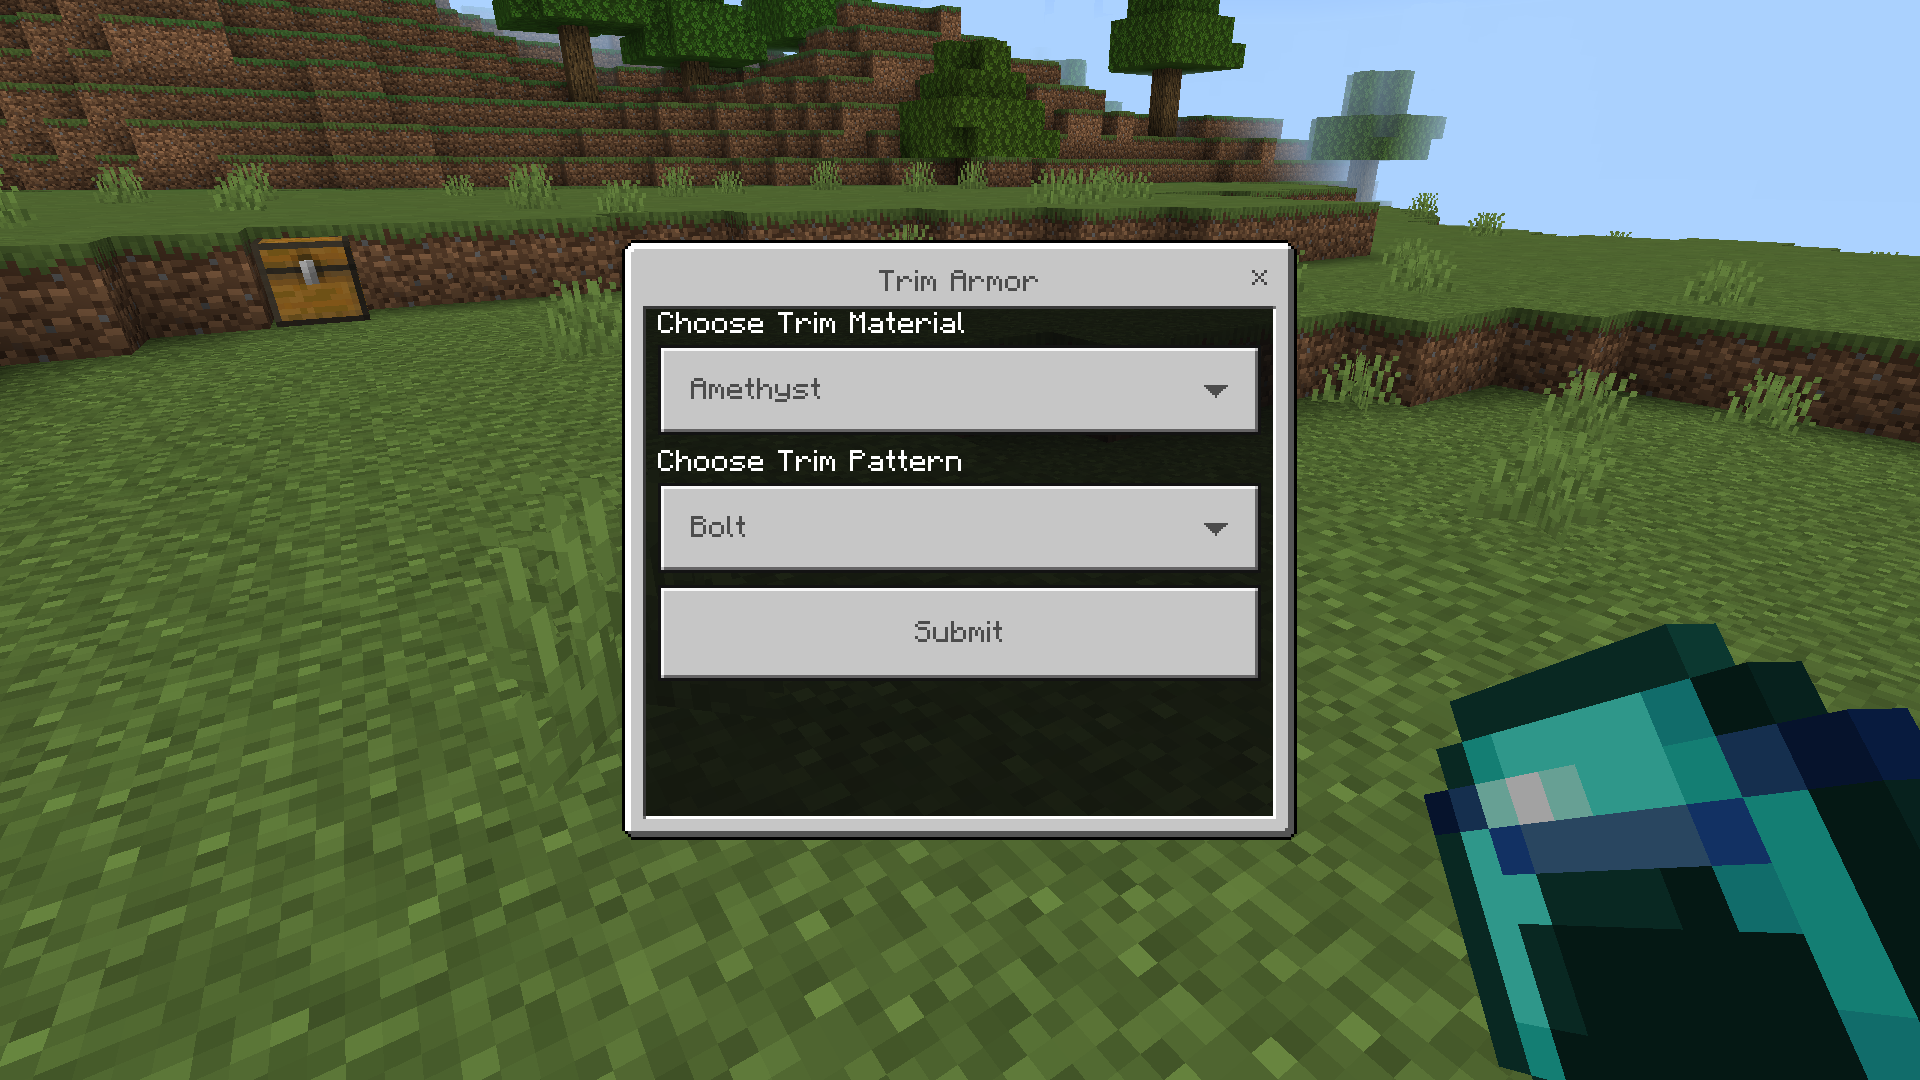 Trim Armor
Choose Trim Material
Amethyst
Choose Trim Pattern
Bolt
Submit